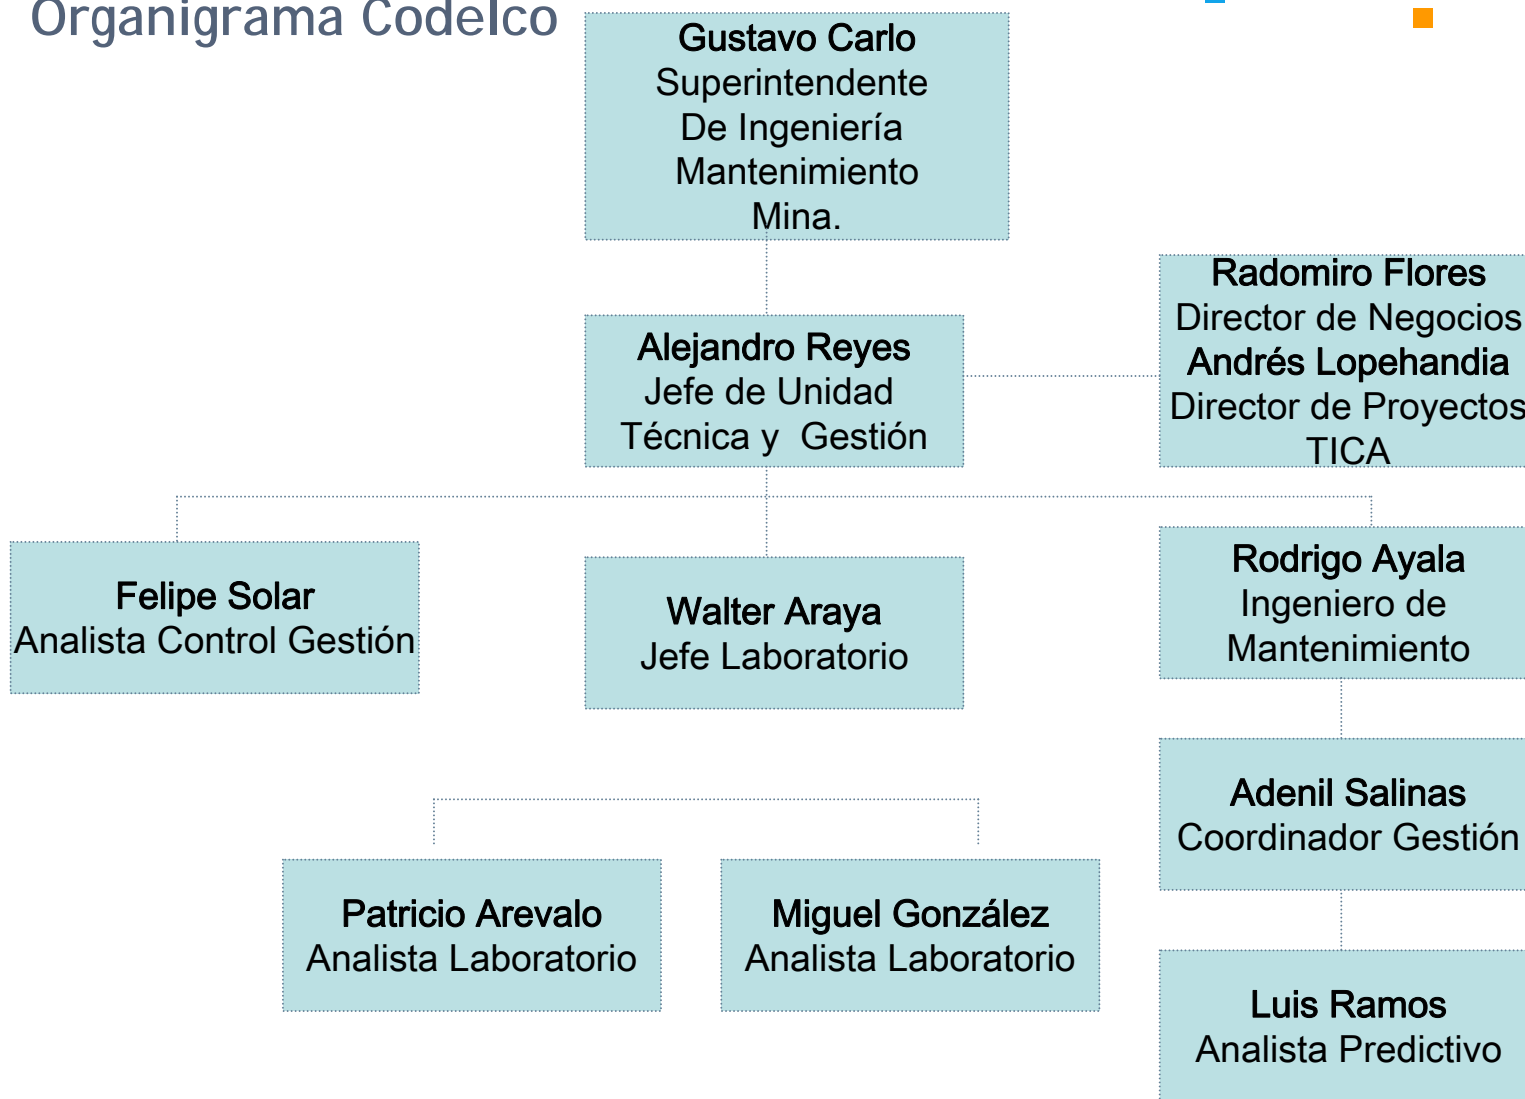 Organigrama Codelco
Gustavo Carlo
Superintendente
De Ingeniería
Mantenimiento
Mina.
Radomiro Flores
Director de Negocios
Andrés Lopehandia
Director de Proyectos
TICA
Alejandro Reyes
Jefe de Unidad
Técnica y Gestión
Felipe Solar
Analista Control Gestión
Walter Araya
Jefe Laboratorio
Rodrigo Ayala
Ingeniero de
Mantenimiento
Adenil Salinas
Coordinador Gestión
Patricio Arevalo
Analista Laboratorio
Miguel González
Analista Laboratorio
Luis Ramos
Analista Predictivo